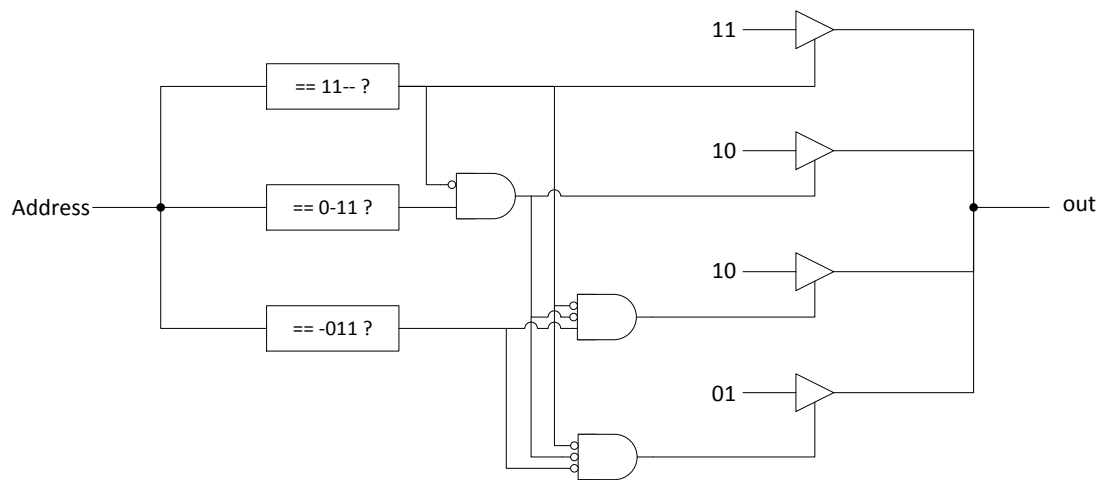 11
== 11-- ?
10
== 0-11 ?
Address
out
10
== -011 ?
01